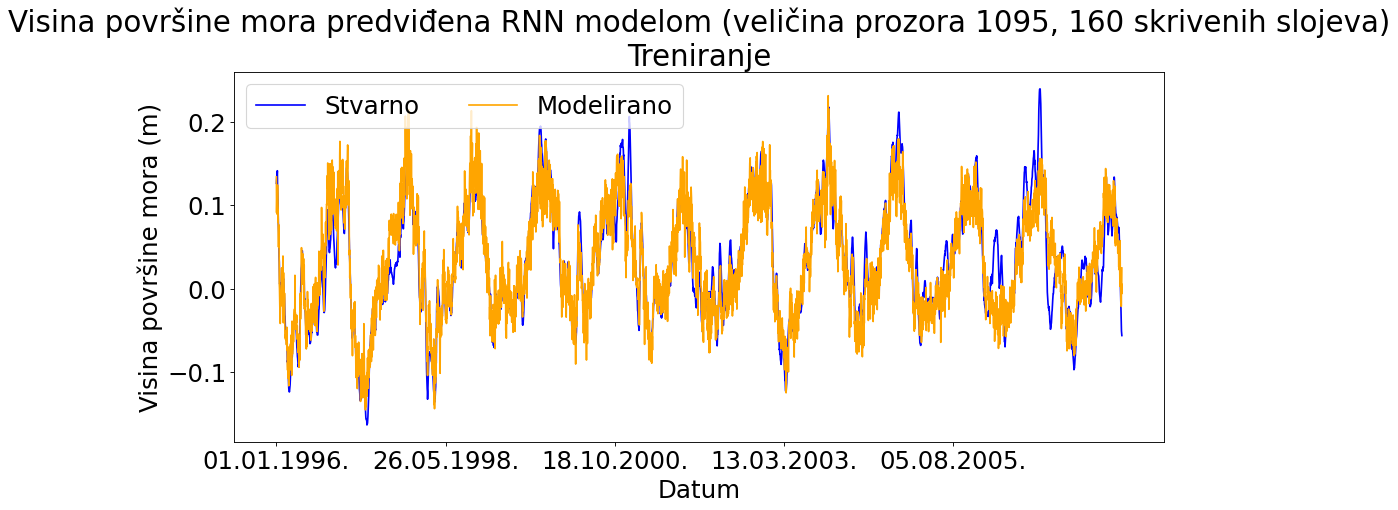 Visina površine mora predviđena RNN modelom (veličina prozora 1095, 160 skrivenih slojeva)
Treniranje
Stvarno Modelirano
Visina površine mora (m)
0.2
0.1
0.0
−0.1
01.01.1996. 26.05.1998. 18.10.2000. 13.03.2003. 05.08.2005.
Datum